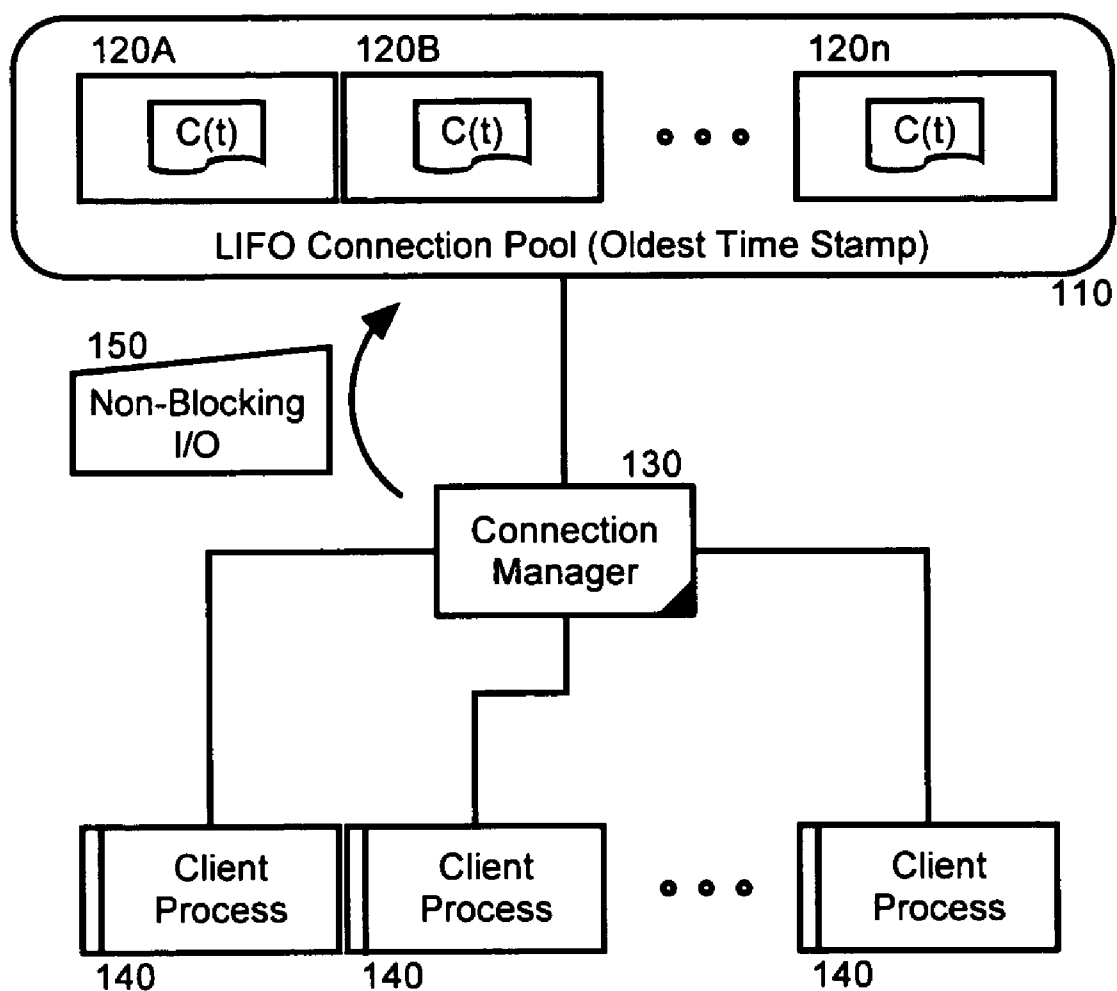 120A
120B
120n
C(t)
C(t)
C(t)
LIFO Connection Pool (Oldest Time Stamp)
110
150
Non-Blocking
I/O
130
Connection
Manager
Client
Process
Client
Process
Client
Process
140
140
140